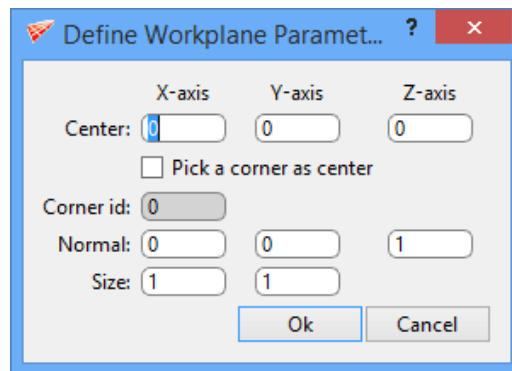 Define Workplane Paramet... ? ×
X-axis Y-axis Z-axis
Center: 0 0 0
Pick a corner as center
Corner id: 0
Normal: 0 0 1
Size: 1 1
Ok Cancel